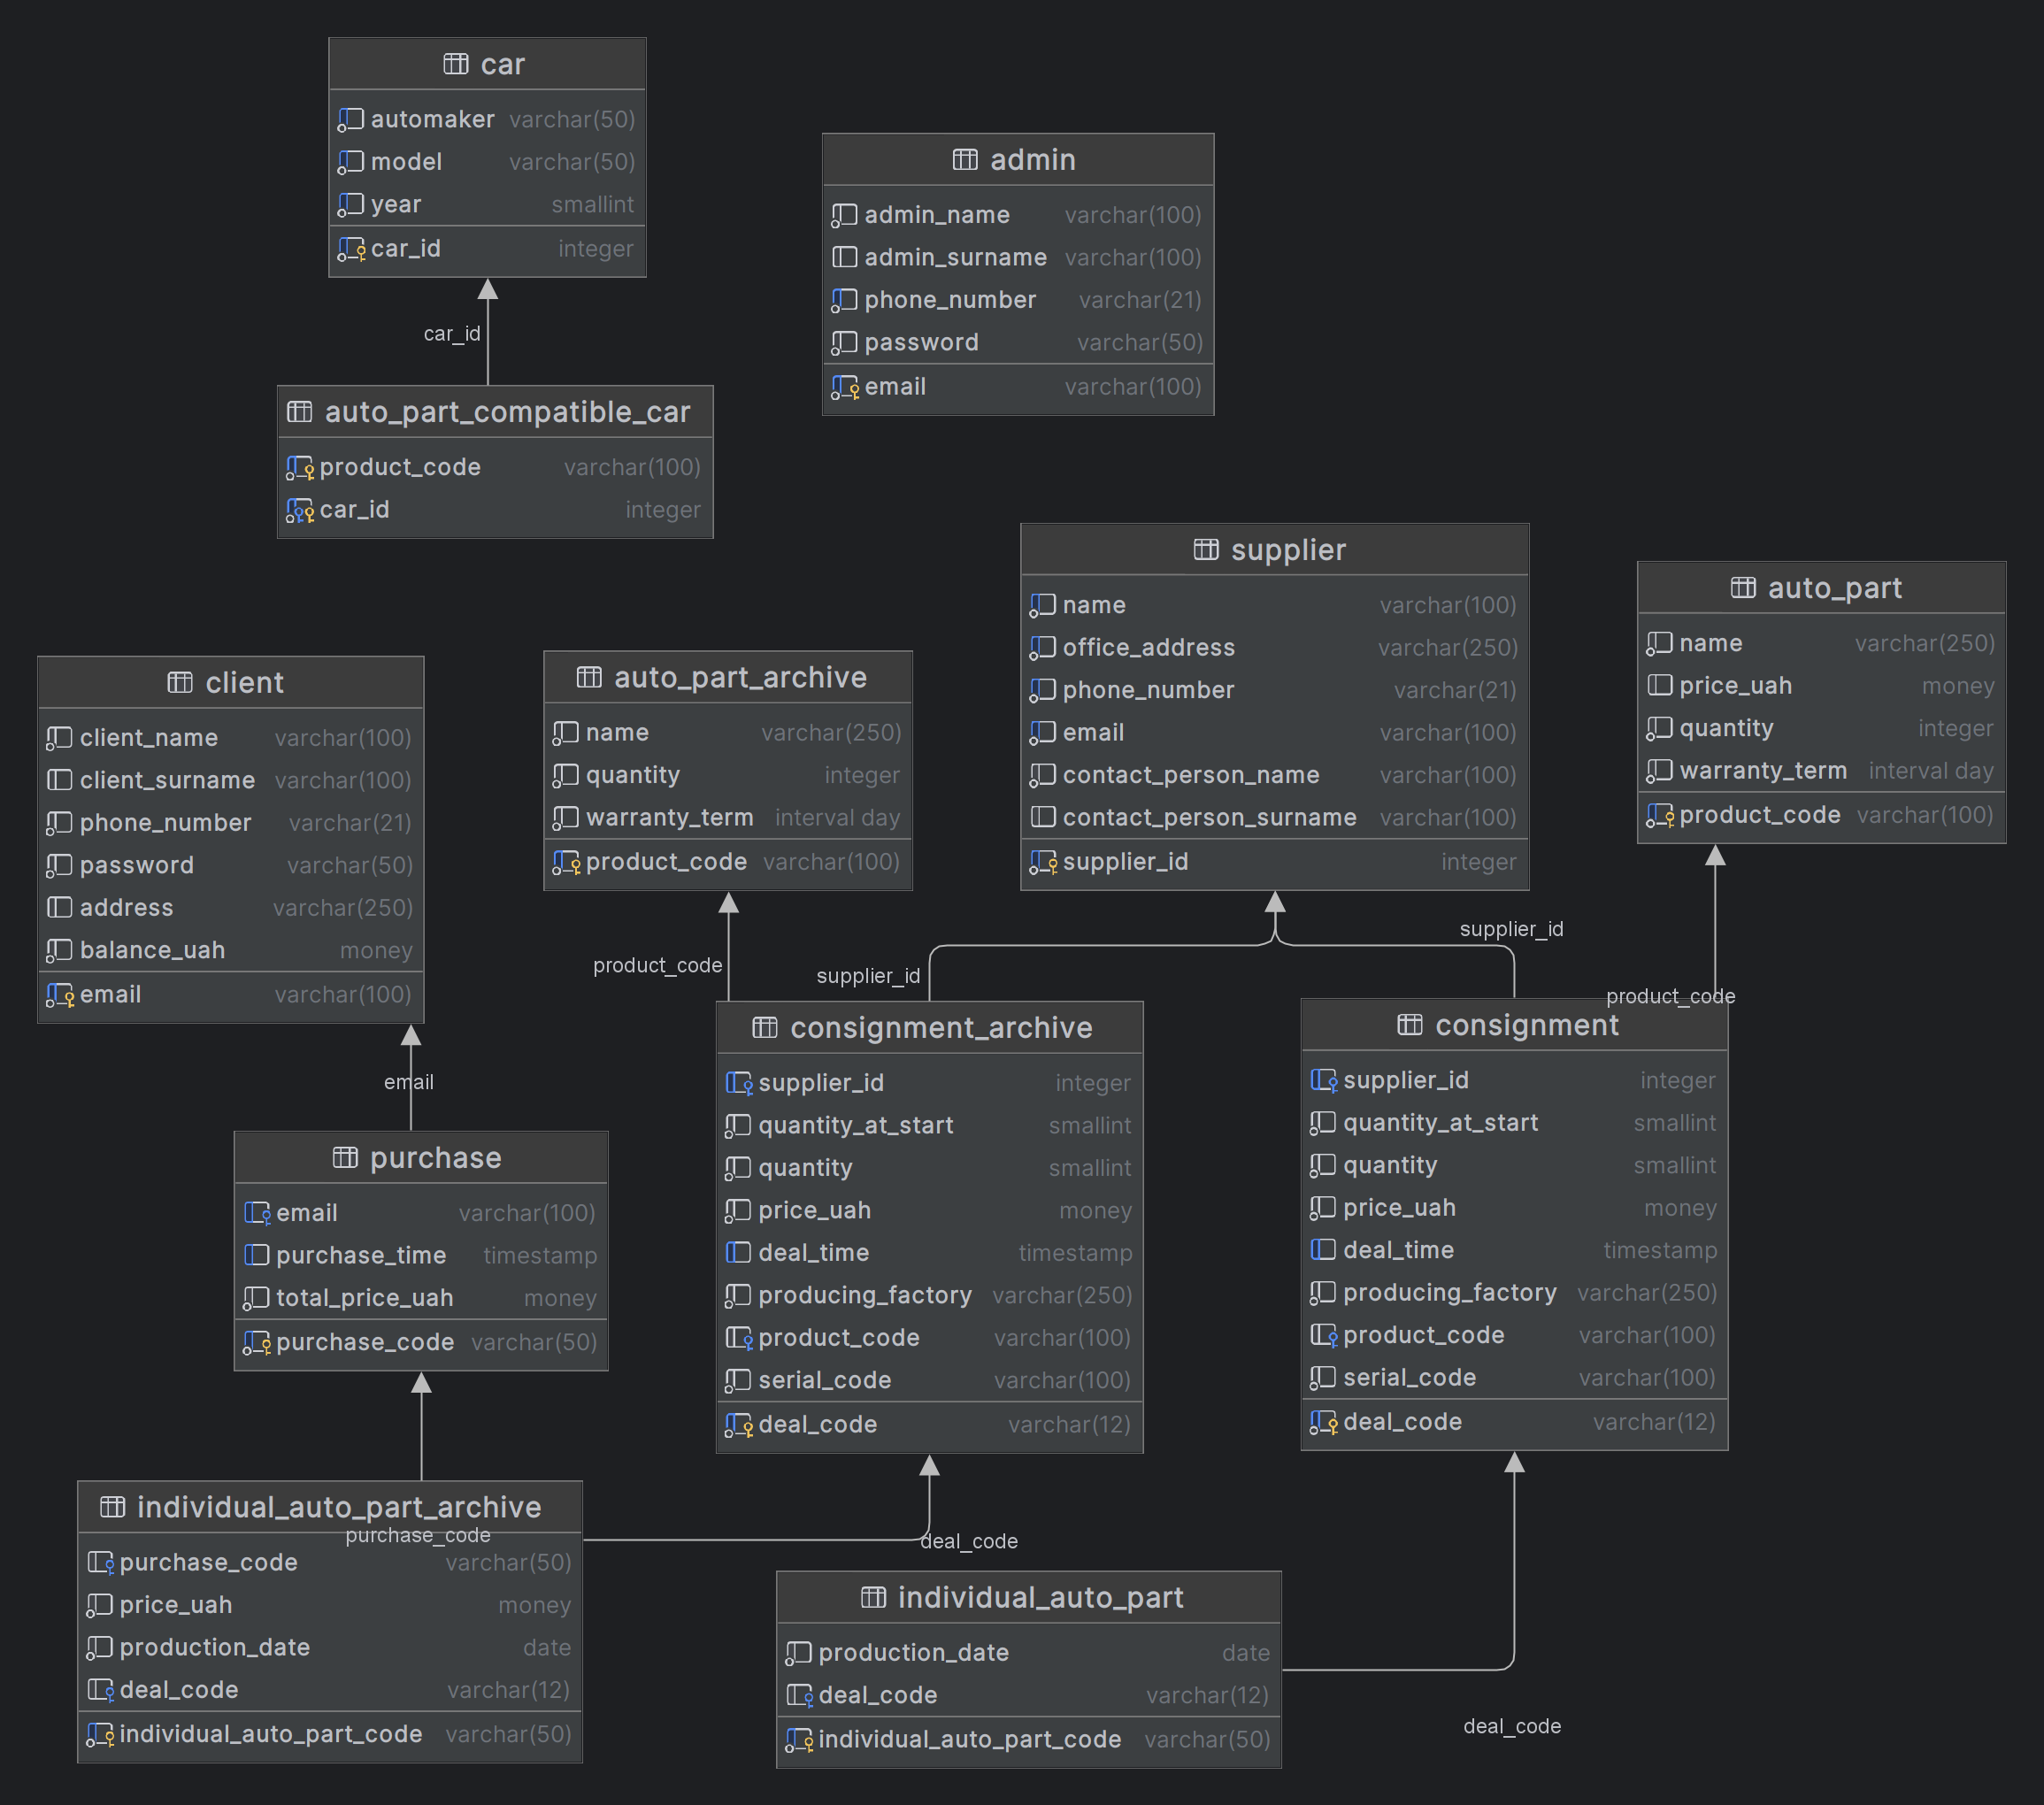 car
automaker varchar(50)
model varchar(50)
year smallint
car_id integer
admin
admin_name varchar(100)
admin_surname varchar(100)
phone_number varchar(21)
password varchar(50)
email varchar(100)
car_id
auto_part_compatible_car
product_code varchar(100)
car_id integer
supplier
name varchar(100)
office_address varchar(250)
phone_number varchar(21)
email varchar(100)
contact_person_name varchar(100)
contact_person_surname varchar(100)
supplier_id integer
auto_part
name varchar(250)
price_uah money
quantity integer
warranty_term interval day
product_code varchar(100)
client
client_name varchar(100)
client_surname varchar(100)
phone_number varchar(21)
password varchar(50)
address varchar(250)
balance_uah money
email varchar(100)
auto_part_archive
name varchar(250)
quantity integer
warranty_term interval day
product_code varchar(100)
product_code
supplier_id
supplier_id
product_code
email
consignment_archive
supplier_id integer
quantity_at_start smallint
quantity smallint
price_uah money
deal_time timestamp
producing_factory varchar(250)
product_code varchar(100)
serial_code varchar(100)
deal_code varchar(12)
consignment
supplier_id integer
quantity_at_start smallint
quantity smallint
price_uah money
deal_time timestamp
producing_factory varchar(250)
product_code varchar(100)
serial_code varchar(100)
deal_code varchar(12)
purchase
email varchar(100)
purchase_time timestamp
total_price_uah money
purchase_code varchar(50)
individual_auto_part_archive
purchase_code
purchase_code varchar(50)
price_uah money
production_date date
deal_code varchar(12)
individual_auto_part_code varchar(50)
deal_code
individual_auto_part
production_date date
deal_code varchar(12)
individual_auto_part_code varchar(50)
deal_code